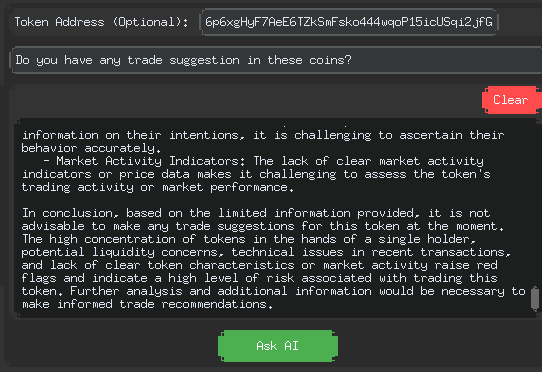 Token Address (Optional): 6p6xgHyF7AeE6TZkSmFsko444wqoP15icUSqi2jfG
Do you have any trade suggestion in these coins?
Clear
information on their intentions, it is challenging to ascertain their
behavior accurately.
- Market Activity Indicators: The lack of clear market activity
indicators or price data makes it challenging to assess the token's
trading activity or market performance.
In conclusion, based on the limited information provided, it is not
advisable to make any trade suggestions for this token at the moment.
The high concentration of tokens in the hands of a single holder,
potential liquidity concerns, technical issues in recent transactions,
and lack of clear token characteristics or market activity raise red
flags and indicate a high level of risk associated with trading this
token. Further analysis and additional information would be necessary to
make informed trade recommendations.
Ask AI